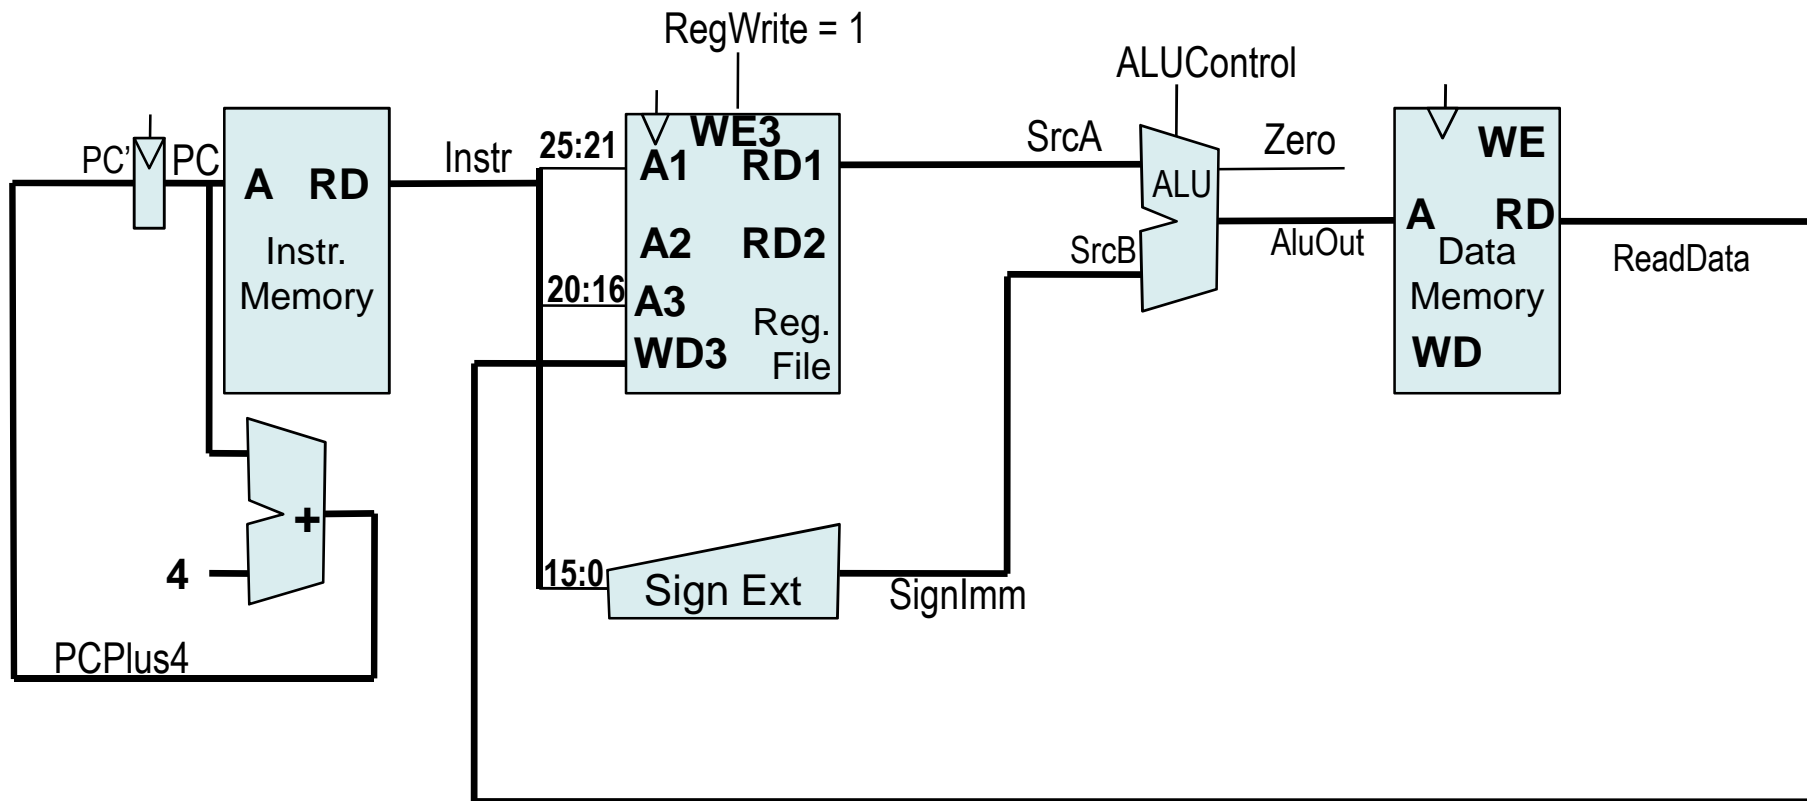 RegWrite = 1
ALUControl
PC’
PC
A RD
Instr.
Memory
Instr
25:21
20:16
15:0
WE3
A1 RD1
A2 RD2
A3
WD3
Reg.
File
SrcA
SrcB
ALU
Zero
AluOut
WE
A RD
Data
Memory
WD
ReadData
+
4
PCPlus4
Sign Ext
SignImm